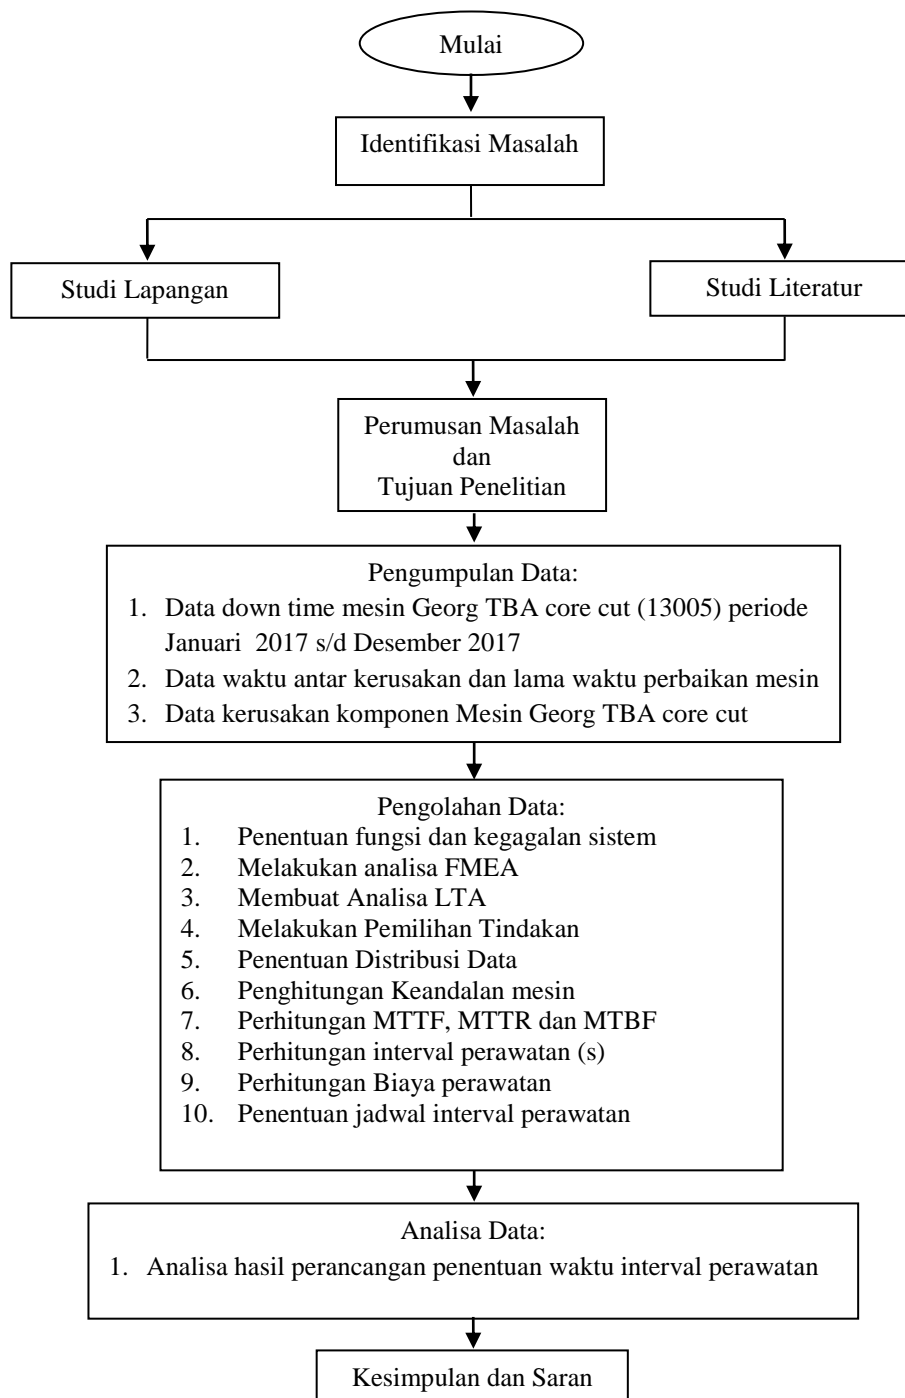 Mulai
Identifikasi Masalah
Studi Lapangan
Studi Literatur
Perumusan Masalah
dan
Tujuan Penelitian
Pengumpulan Data:
1. Data down time mesin Georg TBA core cut (13005) periode
Januari 2017 s/d Desember 2017
2. Data waktu antar kerusakan dan lama waktu perbaikan mesin
3. Data kerusakan komponen Mesin Georg TBA core cut
Pengolahan Data:
1. Penentuan fungsi dan kegagalan sistem
2. Melakukan analisa FMEA
3. Membuat Analisa LTA
4. Melakukan Pemilihan Tindakan
5. Penentuan Distribusi Data
6. Penghitungan Keandalan mesin
7. Perhitungan MTTF, MTTR dan MTBF
8. Perhitungan interval perawatan (s)
9. Perhitungan Biaya perawatan
10. Penentuan jadwal interval perawatan
Analisa Data:
1. Analisa hasil perancangan penentuan waktu interval perawatan
Kesimpulan dan Saran